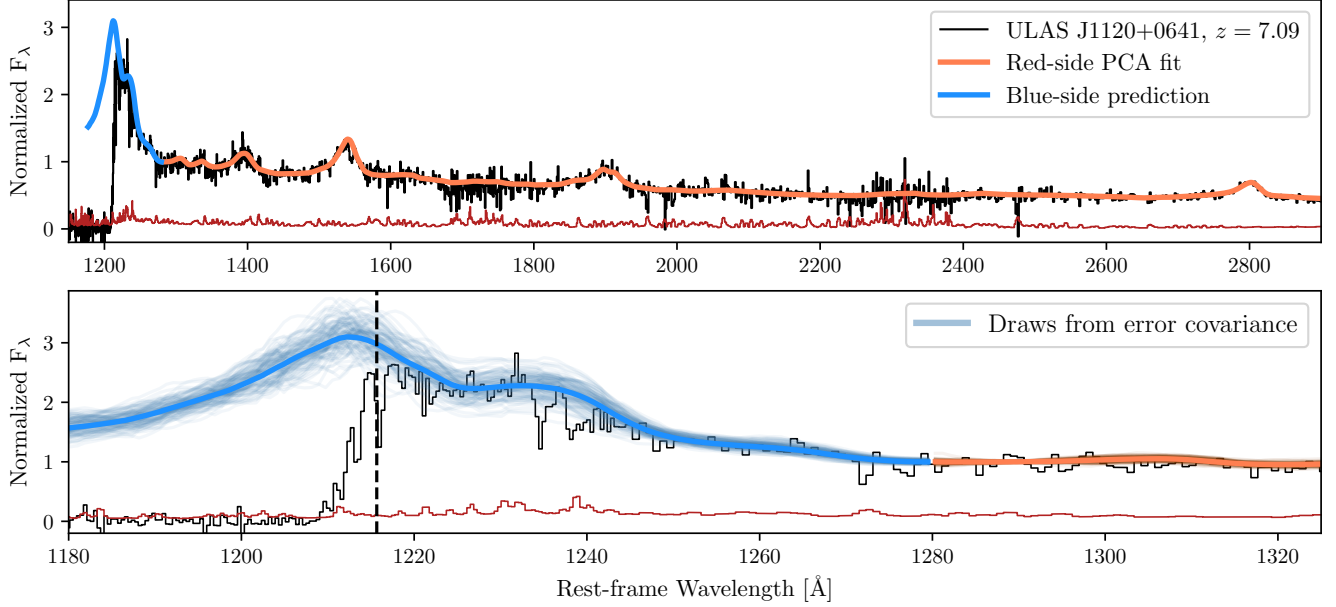 Normalized F_λ
3
2
1
0
ULAS J1120+0641, z = 7.09
Red-side PCA fit
Blue-side prediction
1200 1400 1600 1800 2000 2200 2400 2600 2800
Normalized F_λ
3
2
1
0
Draws from error covariance
1180 1200 1220 1240 1260 1280 1300 1320
Rest-frame Wavelength [Å]